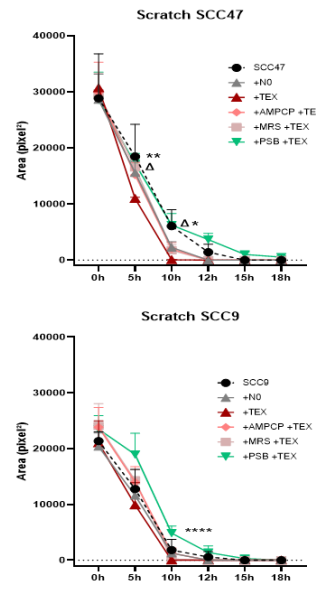 Scratch SCC47
Area (pixel²)
40000
30000
20000
10000
0
** 
Δ
Δ *
SCC47
+N0
+TEX
+AMPCP +TE
+MRS +TEX
+PSB +TEX
0h 5h 10h 12h 15h 18h
Scratch SCC9
Area (pixel²)
40000
30000
20000
10000
0
****
SCC9
+N0
+TEX
+AMPCP +TEX
+MRS +TEX
+PSB +TEX
0h 5h 10h 12h 15h 18h